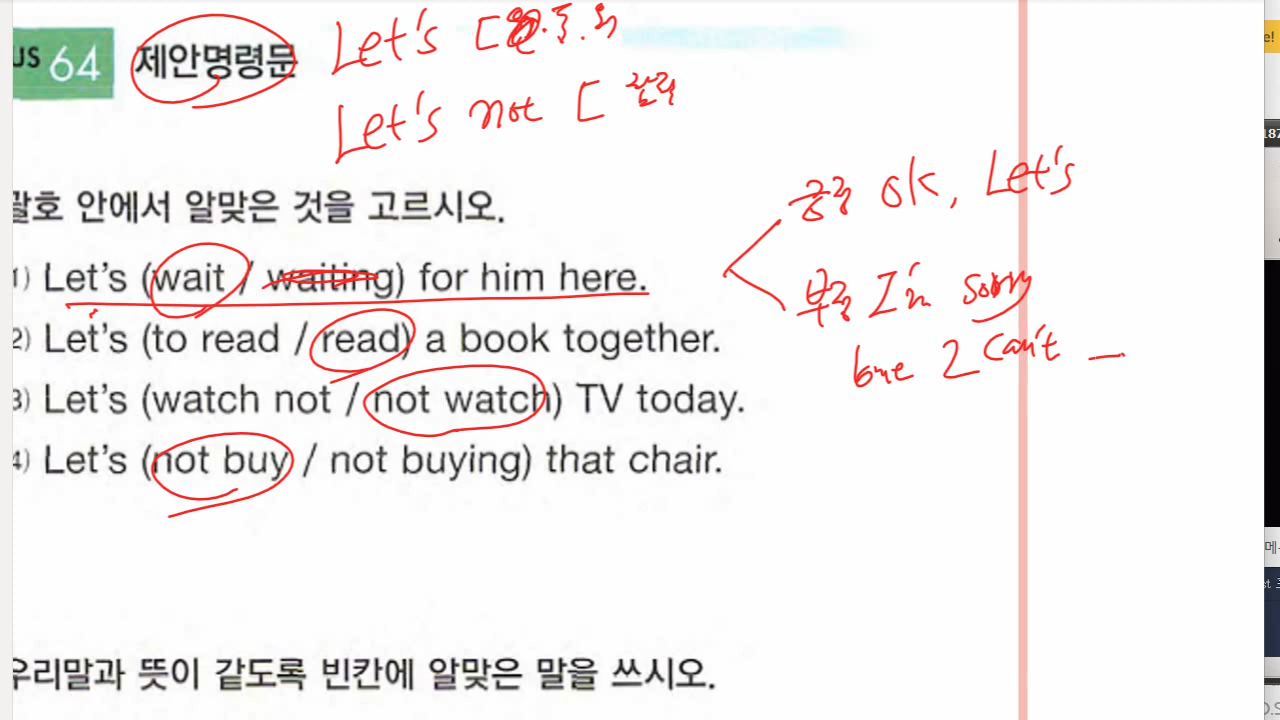 US 64 제안명령문 Let's [
Let's not [
괄호 안에서 알맞은 것을 고르시오.
1) Let's (wait / waiting) for him here.
2) Let's (to read / read) a book together.
3) Let's (watch not / not watch) TV today.
4) Let's (not buy / not buying) that chair.
긍정 ok, Let's
부정 I'm sorry
but I can't
우리말과 뜻이 같도록 빈칸에 알맞은 말을 쓰시오.
e!
187
메
st